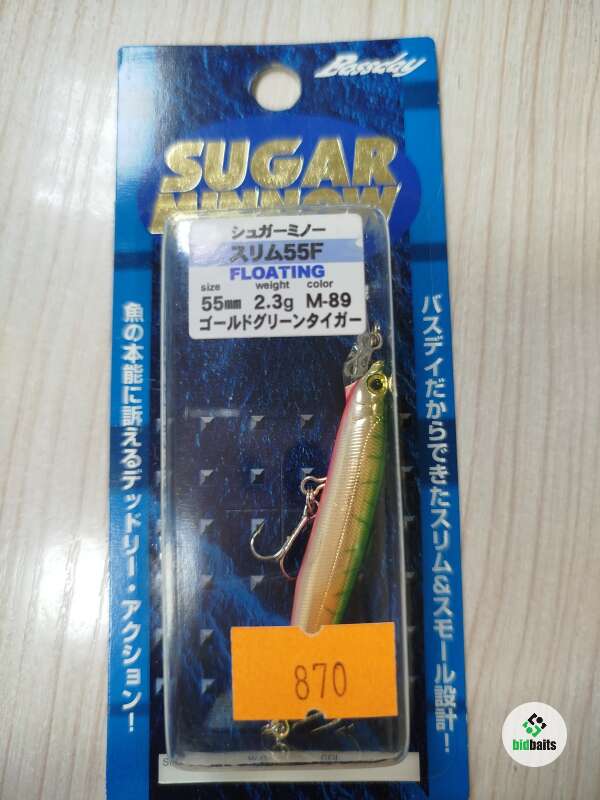 Bassday
SUGAR
MINNOW
シュガーミノー
スリム55F
FLOATING
size weight color
55mm 2.3g M-89
ゴールドグリーンタイガー
魚の本能に訴えるデッドリー・アクション!
バスデイだからできたスリム&スモール設計!
870
bidbaits